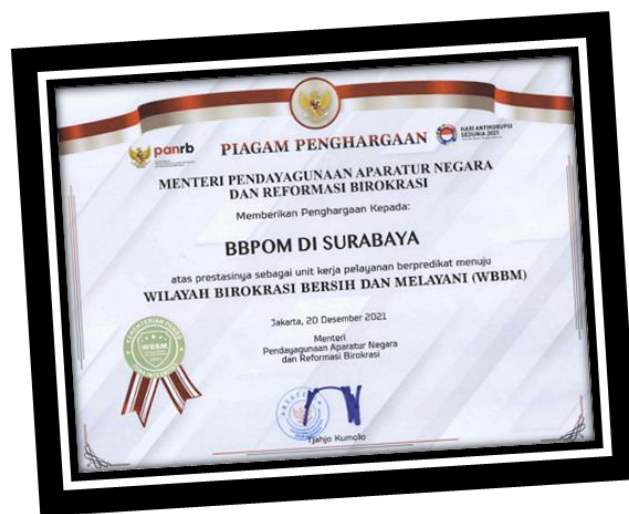 panrb
PIAGAM PENGHARGAAN
HARI ANTIKORUPSI
SEDUNIA 2021
MENTERI PENDAYAGUNAAN APARATUR NEGARA
DAN REFORMASI BIROKRASI
Memberikan Penghargaan Kepada:
BBPOM DI SURABAYA
atas prestasinya sebagai unit kerja pelayanan berpredikat menuju
WILAYAH BIROKRASI BERSIH DAN MELAYANI (WBBM)
Jakarta, 20 Desember 2021
Menteri
Pendayagunaan Aparatur Negara
dan Reformasi Birokrasi
WBBM
Tjahjo Kumolo